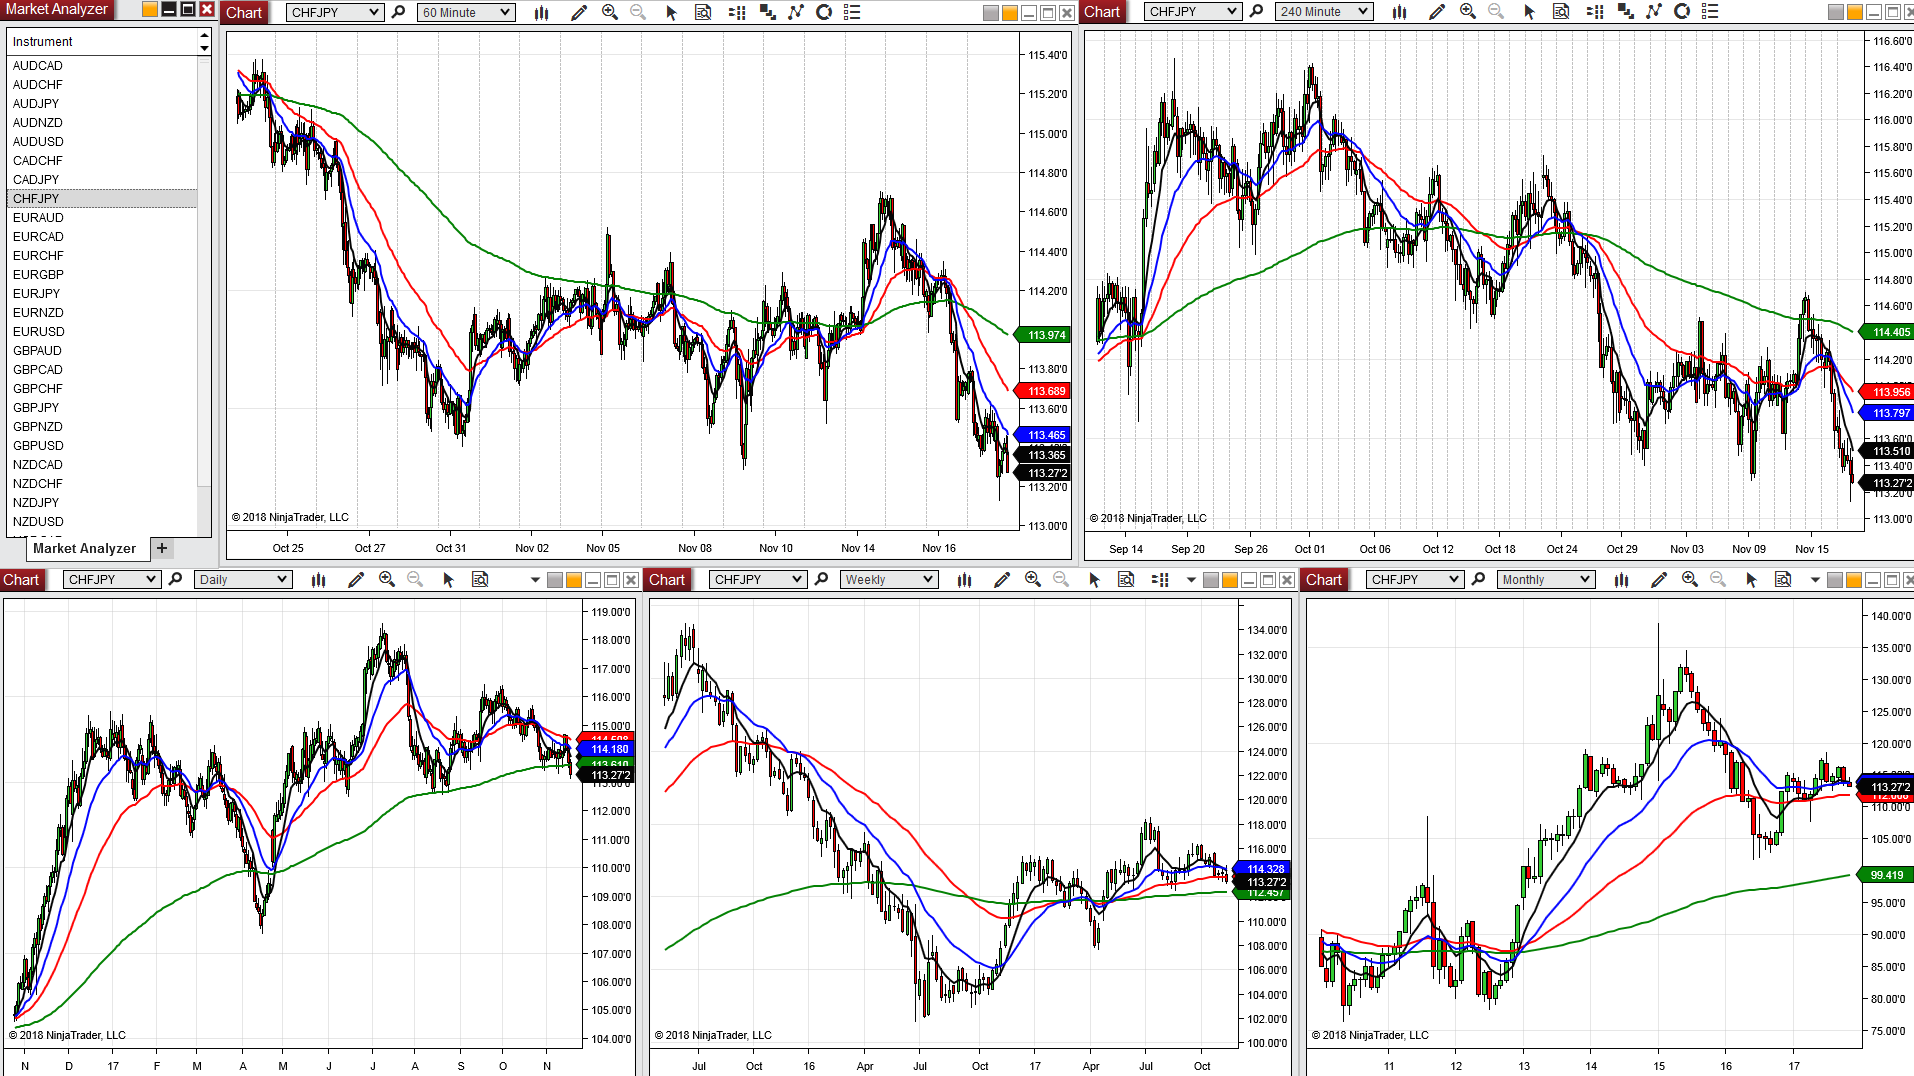 Market Analyzer
Instrument
AUDCAD
AUDCHF
AUDJPY
AUDNZD
AUDUSD
CADCHF
CADJPY
CHFJPY
EURAUD
EURCAD
EURCHF
EURGBP
EURJPY
EURNZD
EURUSD
GBPAUD
GBPCAD
GBPCHF
GBPJPY
GBPNZD
GBPUSD
NZDCAD
NZDCHF
NZDJPY
NZDUSD
Market Analyzer +
Chart CHFJPY 60 Minute
115.40'0
115.20'0
115.00'0
114.80'0
114.60'0
114.40'0
114.20'0
113.974
113.80'0
113.689
113.60'0
113.465
113.365
113.27'2
113.20'0
113.00'0
© 2018 NinjaTrader, LLC
Oct 25 Oct 27 Oct 31 Nov 02 Nov 05 Nov 08 Nov 10 Nov 14 Nov 16
Chart CHFJPY 240 Minute
116.60'0
116.40'0
116.20'0
116.00'0
115.80'0
115.60'0
115.40'0
115.20'0
115.00'0
114.80'0
114.60'0
114.405
114.20'0
113.956
113.797
113.60'0
113.510
113.40'0
113.27'2
113.20'0
113.00'0
© 2018 NinjaTrader, LLC
Sep 14 Sep 20 Sep 26 Oct 01 Oct 06 Oct 12 Oct 18 Oct 24 Oct 29 Nov 03 Nov 09 Nov 15
Chart CHFJPY Daily
119.00'0
118.00'0
117.00'0
116.00'0
115.00'0
114.180
113.27'2
112.00'0
111.00'0
110.00'0
109.00'0
108.00'0
107.00'0
106.00'0
105.00'0
104.00'0
© 2018 NinjaTrader, LLC
N D 17 F M A M J J A S O N
Chart CHFJPY Weekly
134.00'0
132.00'0
130.00'0
128.00'0
126.00'0
124.00'0
122.00'0
120.00'0
118.00'0
116.00'0
114.328
113.27'2
112.457
110.00'0
108.00'0
106.00'0
104.00'0
102.00'0
100.00'0
© 2018 NinjaTrader, LLC
Jul Oct 16 Apr Jul Oct 17 Apr Jul Oct
Chart CHFJPY Monthly
140.00'0
135.00'0
130.00'0
125.00'0
120.00'0
113.27'2
110.00'0
105.00'0
99.419
95.00'0
90.00'0
85.00'0
80.00'0
75.00'0
© 2018 NinjaTrader, LLC
11 12 13 14 15 16 17